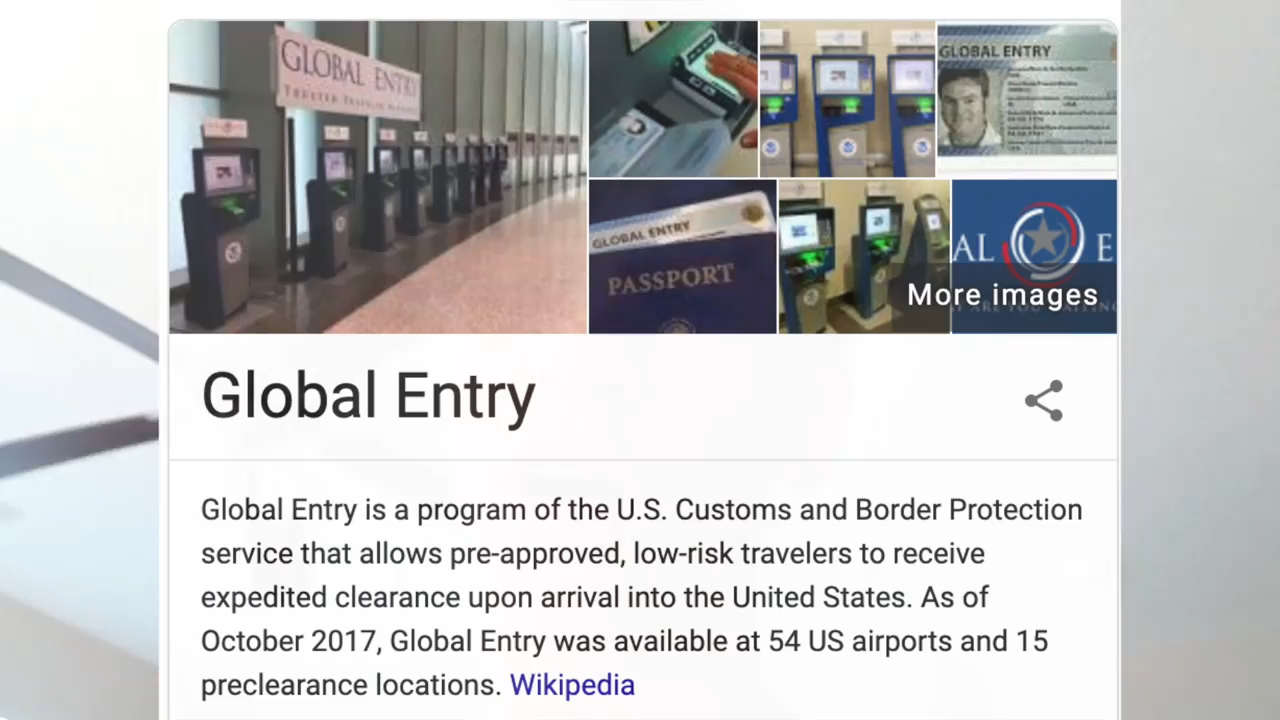 GLOBAL ENTRY
GLOBAL ENTRY
GLOBAL ENTRY
PASSPORT
AL E
More images
Global Entry
Global Entry is a program of the U.S. Customs and Border Protection
service that allows pre-approved, low-risk travelers to receive
expedited clearance upon arrival into the United States. As of
October 2017, Global Entry was available at 54 US airports and 15
preclearance locations. Wikipedia